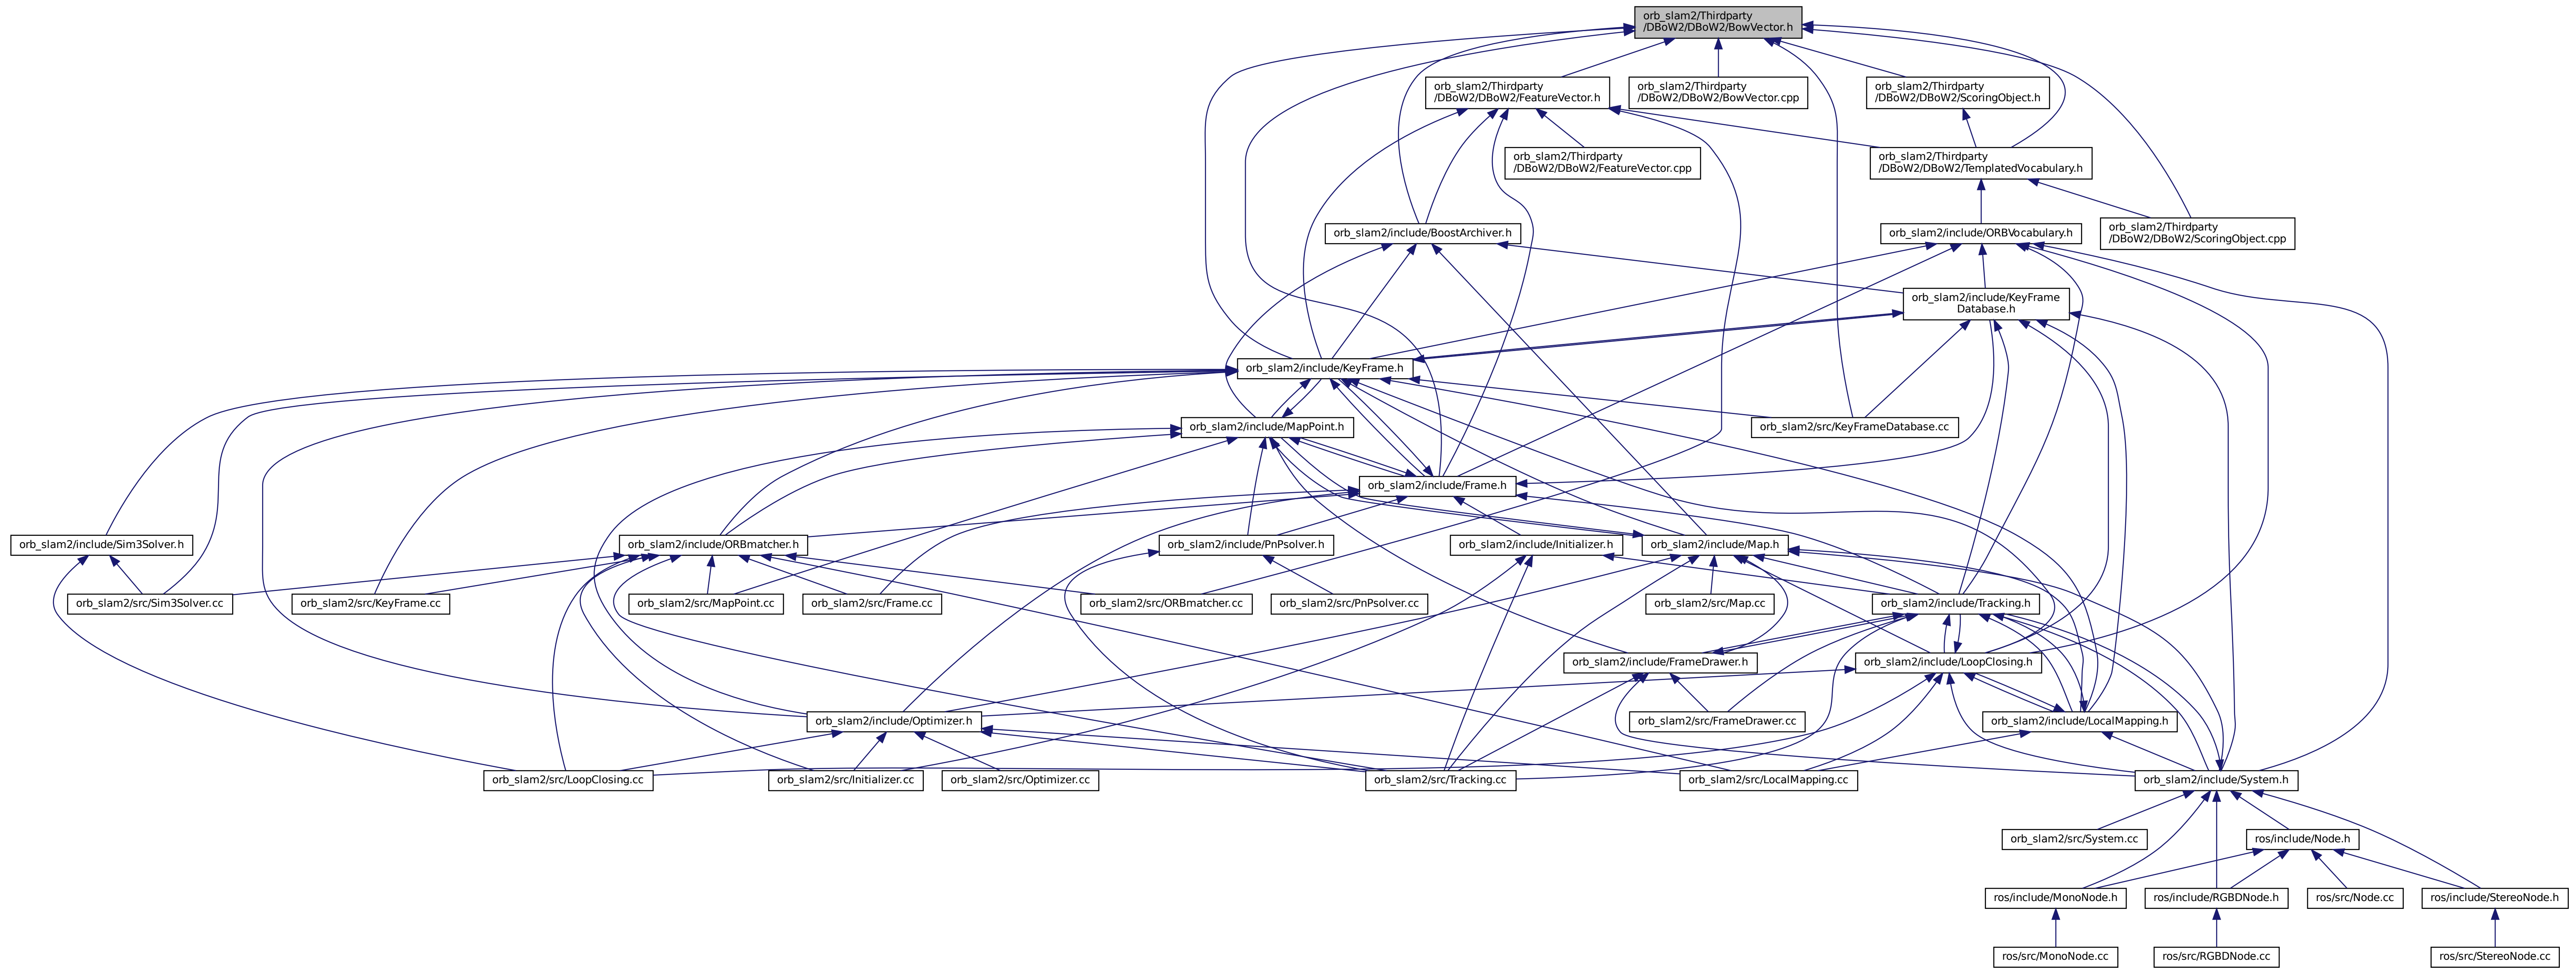 orb_slam2/Thirdparty
/DBoW2/DBoW2/BowVector.h
orb_slam2/Thirdparty
/DBoW2/DBoW2/FeatureVector.h
orb_slam2/Thirdparty
/DBoW2/DBoW2/BowVector.cpp
orb_slam2/Thirdparty
/DBoW2/DBoW2/ScoringObject.h
orb_slam2/Thirdparty
/DBoW2/DBoW2/FeatureVector.cpp
orb_slam2/Thirdparty
/DBoW2/DBoW2/TemplatedVocabulary.h
orb_slam2/include/BoostArchiver.h
orb_slam2/include/ORBVocabulary.h
orb_slam2/Thirdparty
/DBoW2/DBoW2/ScoringObject.cpp
orb_slam2/include/KeyFrame
Database.h
orb_slam2/include/KeyFrame.h
orb_slam2/include/MapPoint.h
orb_slam2/src/KeyFrameDatabase.cc
orb_slam2/include/Frame.h
orb_slam2/include/Sim3Solver.h
orb_slam2/include/ORBmatcher.h
orb_slam2/include/PnPsolver.h
orb_slam2/include/Initializer.h
orb_slam2/include/Map.h
orb_slam2/src/Sim3Solver.cc
orb_slam2/src/KeyFrame.cc
orb_slam2/src/MapPoint.cc
orb_slam2/src/Frame.cc
orb_slam2/src/ORBmatcher.cc
orb_slam2/src/PnPsolver.cc
orb_slam2/src/Map.cc
orb_slam2/include/Tracking.h
orb_slam2/include/FrameDrawer.h
orb_slam2/include/LoopClosing.h
orb_slam2/include/Optimizer.h
orb_slam2/src/FrameDrawer.cc
orb_slam2/include/LocalMapping.h
orb_slam2/src/LoopClosing.cc
orb_slam2/src/Initializer.cc
orb_slam2/src/Optimizer.cc
orb_slam2/src/Tracking.cc
orb_slam2/src/LocalMapping.cc
orb_slam2/include/System.h
orb_slam2/src/System.cc
ros/include/Node.h
ros/include/MonoNode.h
ros/include/RGBDNode.h
ros/src/Node.cc
ros/include/StereoNode.h
ros/src/MonoNode.cc
ros/src/RGBDNode.cc
ros/src/StereoNode.cc